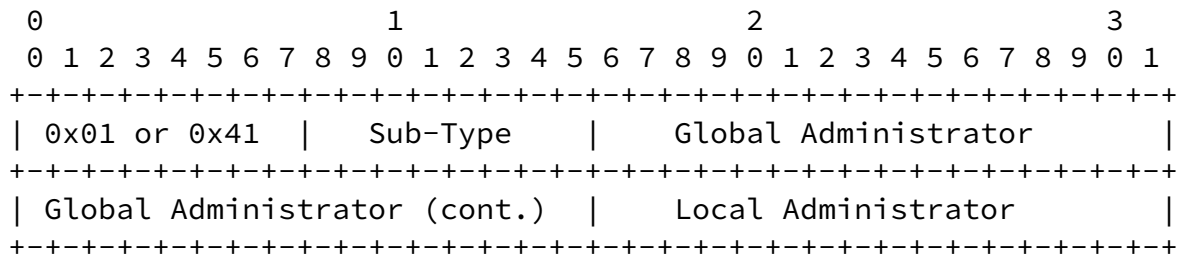 0                   1                   2                   3
 0 1 2 3 4 5 6 7 8 9 0 1 2 3 4 5 6 7 8 9 0 1 2 3 4 5 6 7 8 9 0 1
+-+-+-+-+-+-+-+-+-+-+-+-+-+-+-+-+-+-+-+-+-+-+-+-+-+-+-+-+-+-+-+-+
| 0x01 or 0x41  |   Sub-Type    |    Global Administrator       |
+-+-+-+-+-+-+-+-+-+-+-+-+-+-+-+-+-+-+-+-+-+-+-+-+-+-+-+-+-+-+-+-+
| Global Administrator (cont.)  |    Local Administrator        |
+-+-+-+-+-+-+-+-+-+-+-+-+-+-+-+-+-+-+-+-+-+-+-+-+-+-+-+-+-+-+-+-+